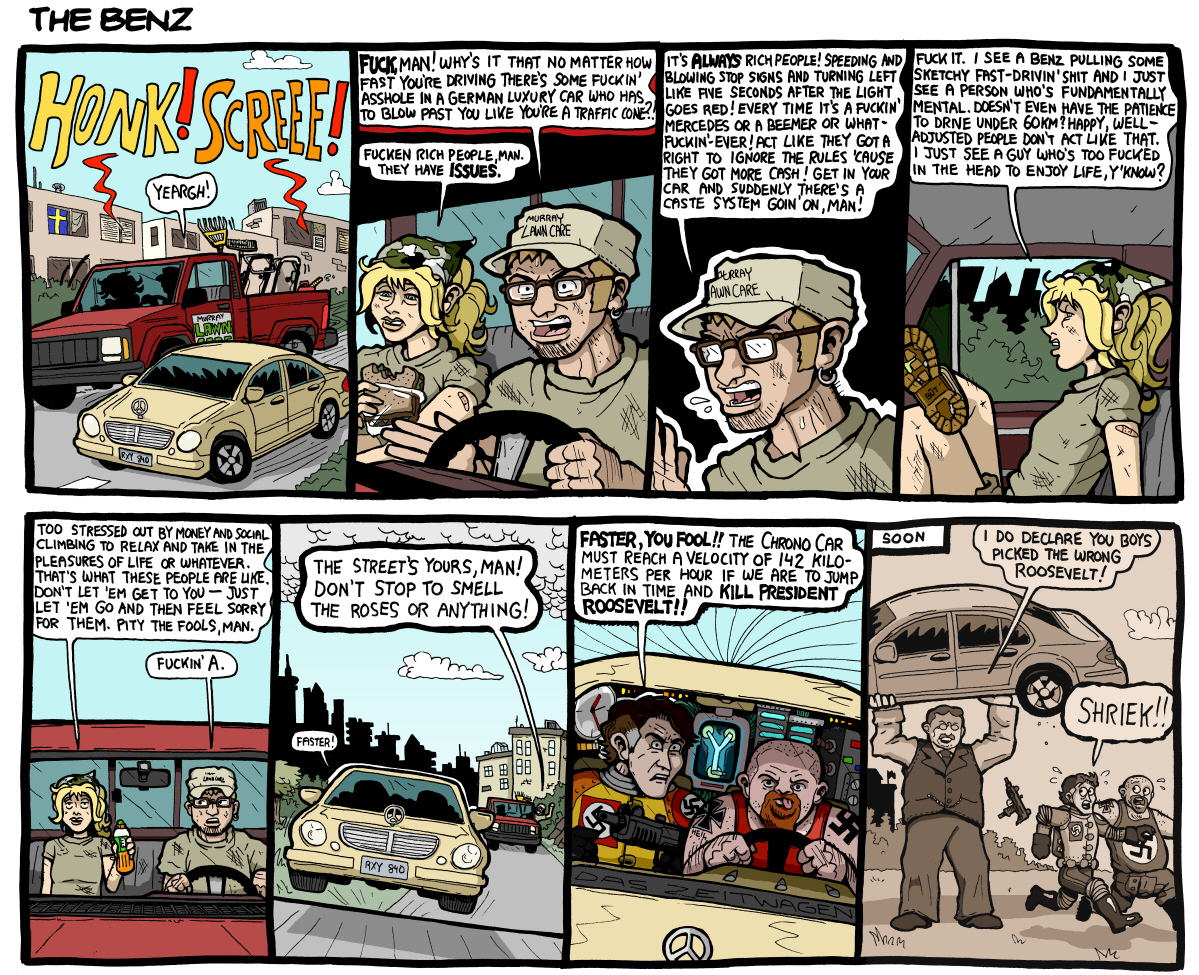 THE BENZ
HONK! SCREEE!
YEARGH!
MURRAY
LAWN
CARE
RXY 840
FUCK, MAN! WHY'S IT THAT NO MATTER HOW
FAST YOU'RE DRIVING THERE'S SOME FUCKIN'
ASSHOLE IN A GERMAN LUXURY CAR WHO HAS
TO BLOW PAST YOU LIKE YOU'RE A TRAFFIC CONE?!
FUCKEN RICH PEOPLE, MAN.
THEY HAVE ISSUES.
MURRAY
LAWN CARE
IT'S ALWAYS RICH PEOPLE! SPEEDING AND
BLOWING STOP SIGNS AND TURNING LEFT
LIKE FIVE SECONDS AFTER THE LIGHT
GOES RED! EVERY TIME IT'S A FUCKIN'
MERCEDES OR A BEEMER OR WHAT-
FUCKIN'-EVER! ACT LIKE THEY GOT A
RIGHT TO IGNORE THE RULES 'CAUSE
THEY GOT MORE CASH! GET IN YOUR
CAR AND SUDDENLY THERE'S A
CASTE SYSTEM GOIN' ON, MAN!
MURRAY
LAWN CARE
FUCK IT. I SEE A BENZ PULLING SOME
SKETCHY FAST-DRIVIN' SHIT AND I JUST
SEE A PERSON WHO'S FUNDAMENTALLY
MENTAL. DOESN'T EVEN HAVE THE PATIENCE
TO DRIVE UNDER 60KM? HAPPY, WELL-
ADJUSTED PEOPLE DON'T ACT LIKE THAT.
I JUST SEE A GUY WHO'S TOO FUCKED
IN THE HEAD TO ENJOY LIFE, Y'KNOW?
TOO STRESSED OUT BY MONEY AND SOCIAL
CLIMBING TO RELAX AND TAKE IN THE
PLEASURES OF LIFE OR WHATEVER.
THAT'S WHAT THESE PEOPLE ARE LIKE.
DON'T LET 'EM GET TO YOU — JUST
LET 'EM GO AND THEN FEEL SORRY
FOR THEM. PITY THE FOOLS, MAN.
FUCKIN' A.
LAWN CARE
THE STREET'S YOURS, MAN!
DON'T STOP TO SMELL
THE ROSES OR ANYTHING!
FASTER!
RXY 840
FASTER, YOU FOOL!! THE CHRONO CAR
MUST REACH A VELOCITY OF 142 KILO-
METERS PER HOUR IF WE ARE TO JUMP
BACK IN TIME AND KILL PRESIDENT
ROOSEVELT!!
HEIL
DAS ZEITWAGEN
SOON
I DO DECLARE YOU BOYS
PICKED THE WRONG
ROOSEVELT!
SHRIEK!!